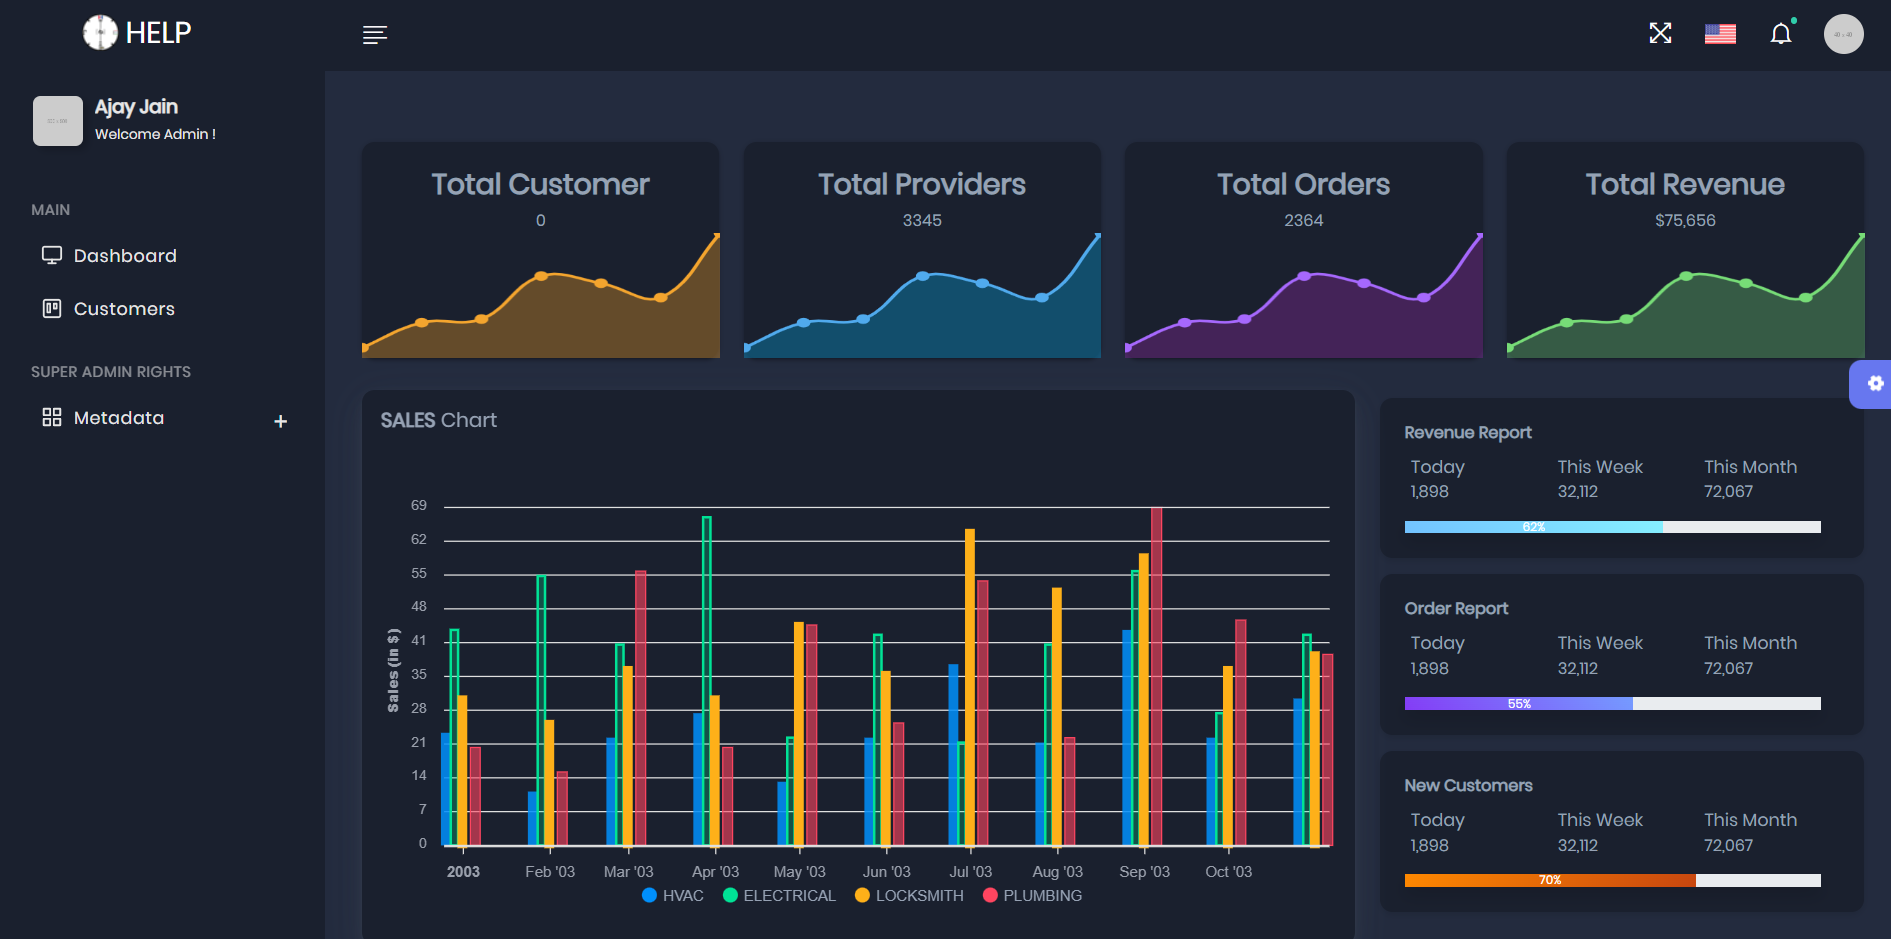 HELP
Ajay Jain
Welcome Admin !
MAIN
Dashboard
Customers
SUPER ADMIN RIGHTS
Metadata +
Total Customer
0
Total Providers
3345
Total Orders
2364
Total Revenue
$75,656
SALES Chart
Sales (in $)
69
62
55
48
41
35
28
21
14
7
0
2003 Feb '03 Mar '03 Apr '03 May '03 Jun '03 Jul '03 Aug '03 Sep '03 Oct '03
HVAC ELECTRICAL LOCKSMITH PLUMBING
Revenue Report
Today This Week This Month
1,898 32,112 72,067
62%
Order Report
Today This Week This Month
1,898 32,112 72,067
55%
New Customers
Today This Week This Month
1,898 32,112 72,067
70%